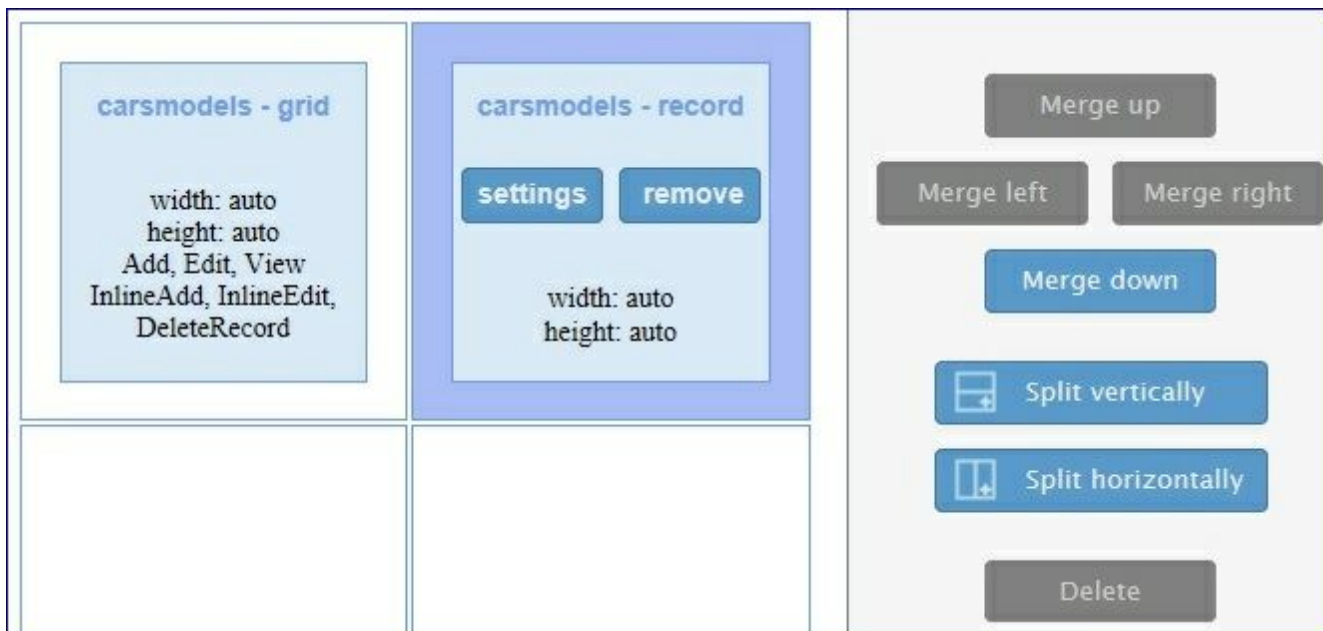 carsmodels - grid
width: auto
height: auto
Add, Edit, View
InlineAdd, InlineEdit,
DeleteRecord
carsmodels - record
settings remove
width: auto
height: auto
Merge up
Merge left Merge right
Merge down
Split vertically
Split horizontally
Delete